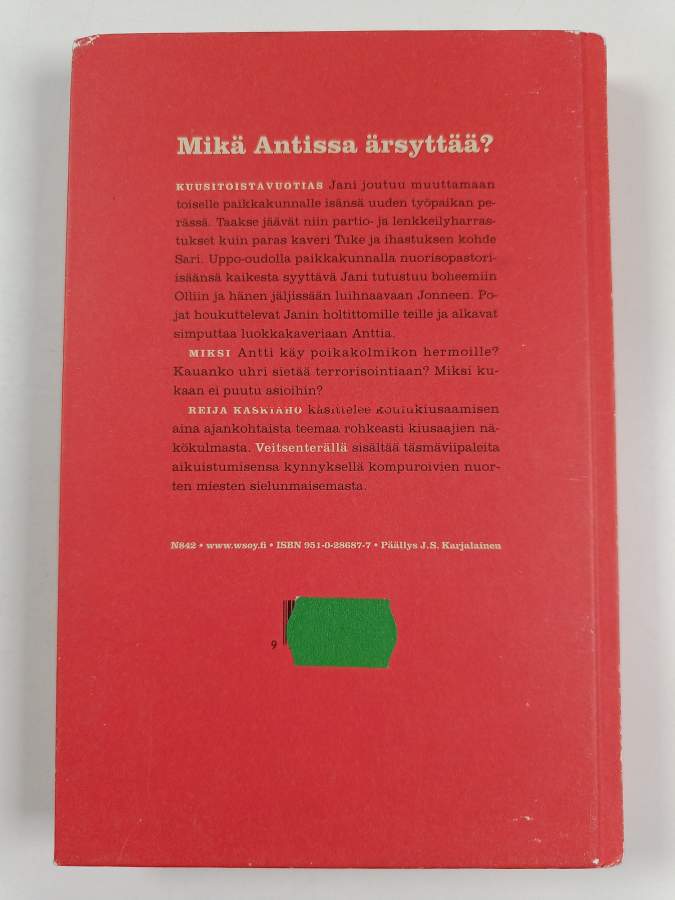 Mikä Antissa ärsyttää?
KUUSITOISTAVUOTIAS Jani joutuu muuttamaan
toiselle paikkakunnalle isänsä uuden työpaikan pe-
rässä. Taakse jäävät niin partio- ja lenkkeilyharras-
tukset kuin paras kaveri Tuke ja ihastuksen kohde
Sari. Uppo-oudolla paikkakunnalla nuorisopastori-
isäänsä kaikesta syyttävä Jani tutustuu boheemiin
Olliin ja hänen jäljissään luihnaavaan Jonneen. Po-
jat houkuttelevat Janin holtittomille teille ja alkavat
simputtaa luokkakaveriaan Anttia.
MIKSI Antti käy poikakolmikon hermoille?
Kauanko uhri sietää terrorisointiaan? Miksi ku-
kaan ei puutu asioihin?
REIJA KASKIAHO käsittelee koulukiusaamisen
aina ajankohtaista teemaa rohkeasti kiusaajien nä-
kökulmasta. Veitsenterällä sisältää täsmäviipaleita
aikuistumisensa kynnyksellä kompuroivien nuor-
ten miesten sielunmaisemasta.
N842 • www.wsoy.fi • ISBN 951-0-28687-7 • Päällys J.S. Karjalainen
9